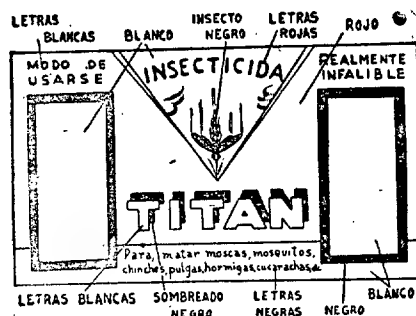 LETRAS BLANCAS
BLANCO
INSECTO NEGRO
LETRAS ROJAS
ROJO
MODO DE USARSE
INSECTICIDA
REALMENTE INFALIBLE
TITAN
Para, matar moscas, mosquitos,
chinches, pulgas, hormigas, cucarachas, &
LETRAS BLANCAS
SOMBREADO NEGRO
LETRAS NEGRAS
NEGRO
BLANCO